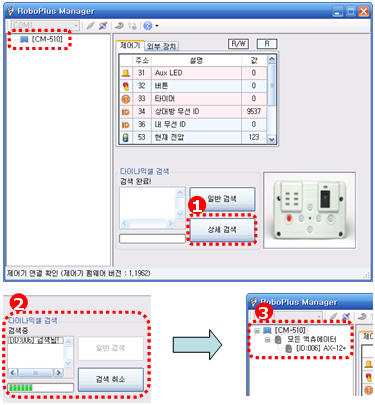 RoboPlus Manager
COM1
[CM-510]
제어기 외부 장치 R/W R
주소 설명 값
31 Aux LED 0
32 버튼 0
33 타이머 0
ID 34 상대방 무선 ID 9537
ID 36 내 무선 ID 0
53 현재 전압 123
다이나믹셀 검색
검색 완료!
일반 검색
1
상세 검색
제어기 연결 확인 (제어기 펌웨어 버전 : 1,1962)
2
다이나믹셀 검색
검색중
[ID:006] 검색됨!
일반 검색
검색 취소
3
RoboPlus Manager
[CM-510]
모든 액츄에이터
[ID:006] AX-12+